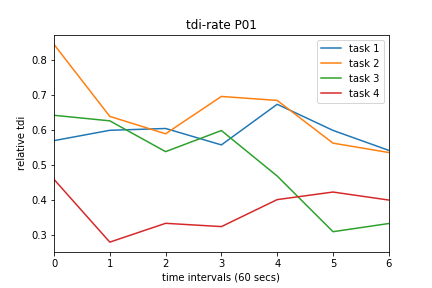 tdi-rate P01
task 1
task 2
task 3
task 4
relative tdi
0.8
0.7
0.6
0.5
0.4
0.3
0 1 2 3 4 5 6
time intervals (60 secs)